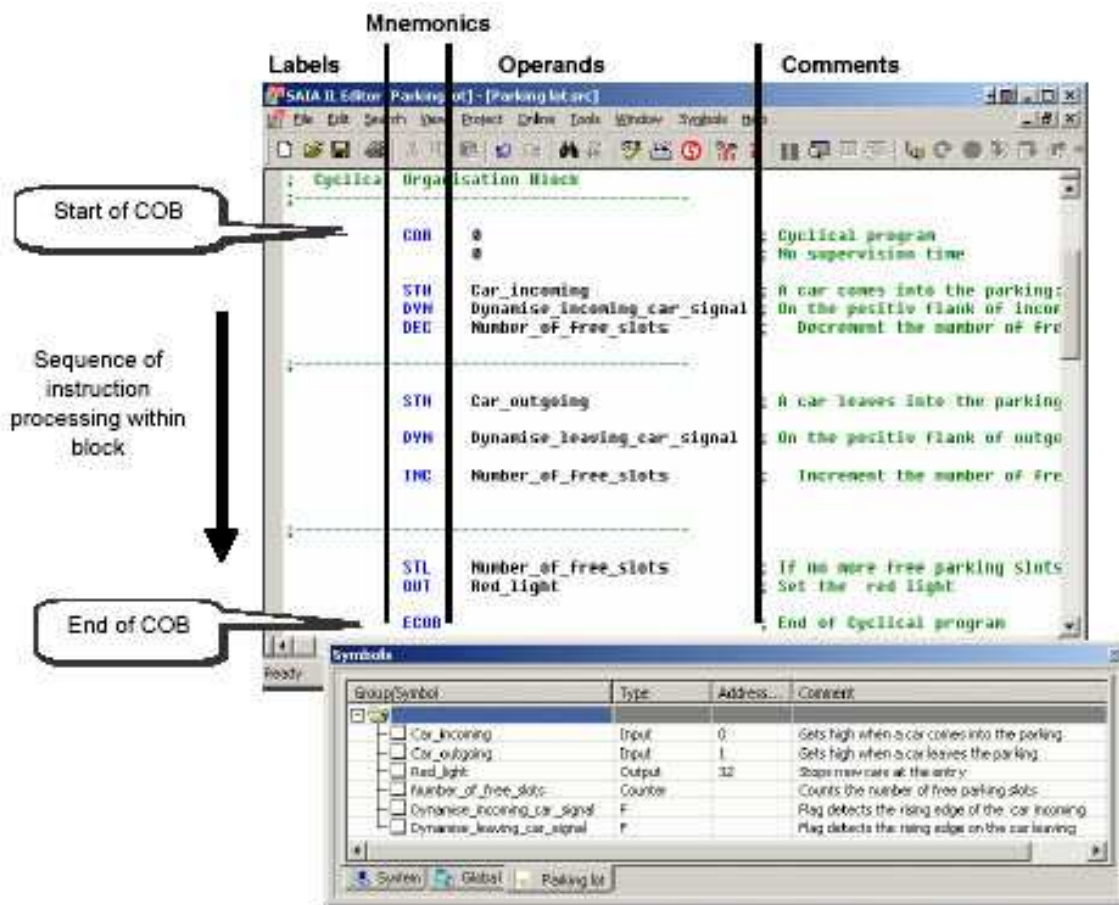 Mnemonics
Labels Operands Comments
SAIA IL Editor [Parking lot] - [Parking lot.src]
File Edit Search View Project Online Tools Window Symbols Help
; Cyclical Organisation Block
;
Start of COB
COB 0 ; Cyclical program
0 ; No supervision time
STH Car_incoming ; A car comes into the parking:
DYN Dynamise_incoming_car_signal ; On the positiv flank of incom
DEC Number_of_free_slots ; Decrement the number of fre
Sequence of
instruction
processing within
block
;
STH Car_outgoing ; A car leaves into the parking
DYN Dynamise_leaving_car_signal ; On the positiv flank of outgo
INC Number_of_free_slots ; Increment the number of fre
;
STL Number_of_free_slots ; If no more free parking slots
OUT Red_light ; Set the red light
End of COB
ECOB ; End of Cyclical program
Ready
Symbols
Group/Symbol Type Address... Comment
Car_incoming Input 0 Gets high when a car comes into the parking
Car_outgoing Input 1 Gets high when a car leaves the parking
Red_light Output 32 Stops new cars at the entry
Number_of_free_slots Counter Counts the number of free parking slots
Dynamise_incoming_car_signal F Flag detects the rising edge of the car incoming
Dynamise_leaving_car_signal F Flag detects the rising edge on the car leaving
System Global Parking lot